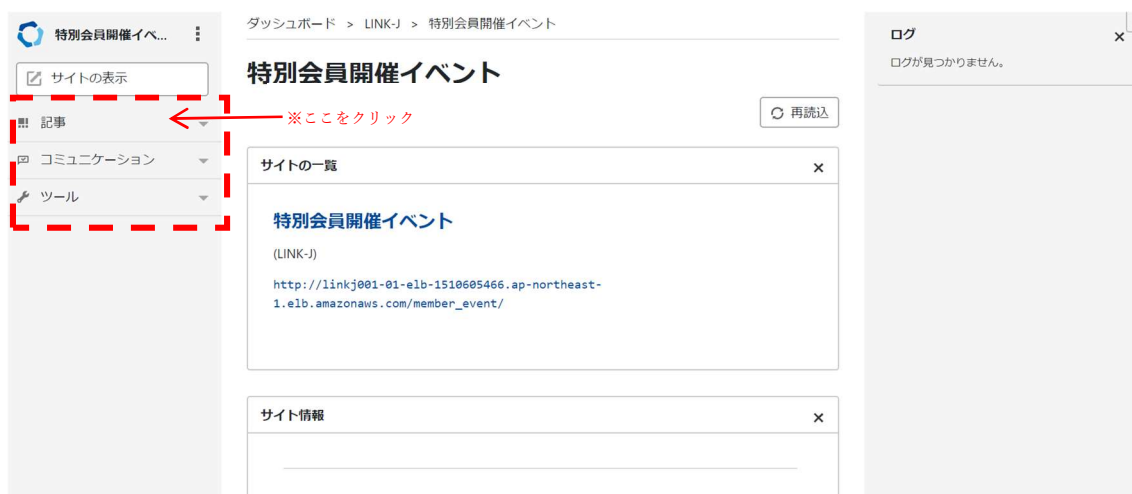 特別会員開催イベ...
サイトの表示
記事
コミュニケーション
ツール
ダッシュボード > LINK-J > 特別会員開催イベント
特別会員開催イベント
※ここをクリック
再読込
サイトの一覧
特別会員開催イベント
(LINK-J)
http://linkj001-01-elb-1510605466.ap-northeast-
1.elb.amazonaws.com/member_event/
サイト情報
ログ
ログが見つかりません。